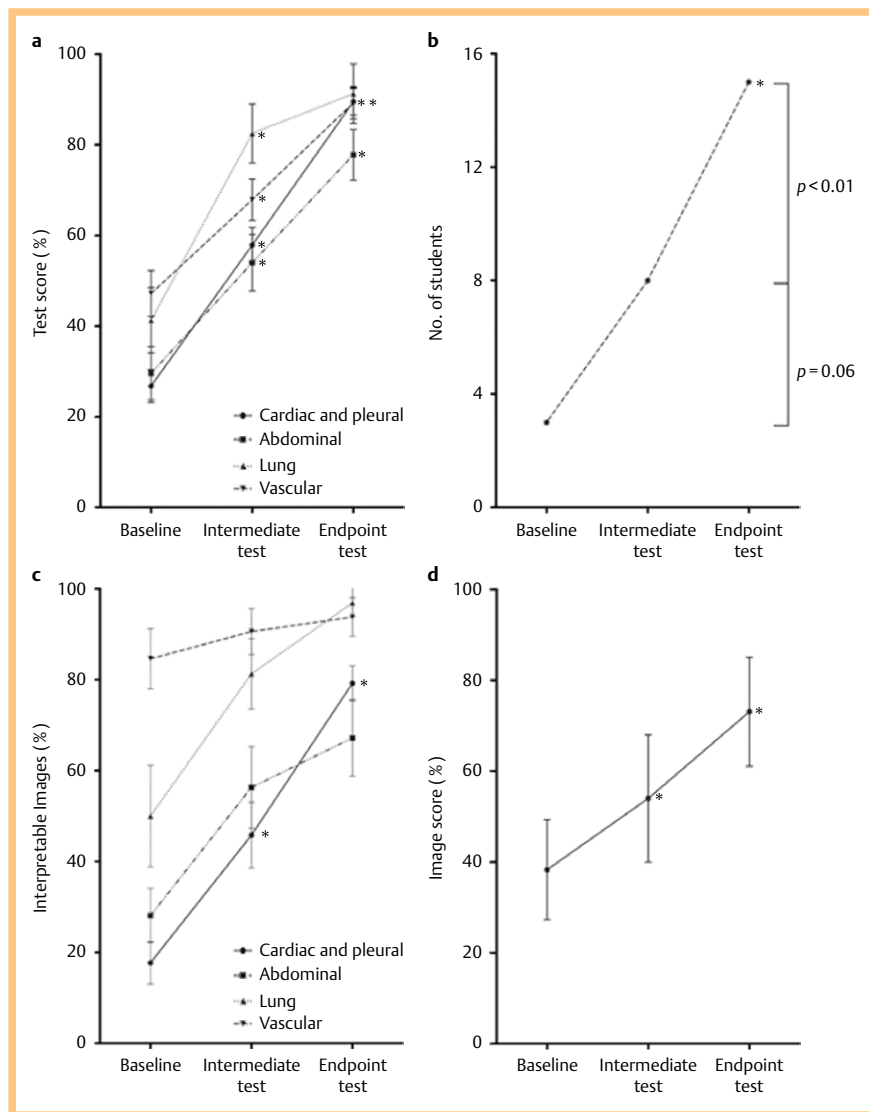 a
100
80
60
40
20
0
Test score (%)
* *
*
*
*
*
*
Cardiac and pleural
Abdominal
Lung
Vascular
Baseline
Intermediate
test
Endpoint
test
b
16
12
8
4
0
No. of students
*
p<0.01
p=0.06
Baseline
Intermediate
test
Endpoint
test
c
100
80
60
40
20
0
Interpretable Images (%)
*
*
Cardiac and pleural
Abdominal
Lung
Vascular
Baseline
Intermediate
test
Endpoint
test
d
100
80
60
40
20
0
Image score (%)
*
*
Baseline
Intermediate
test
Endpoint
test